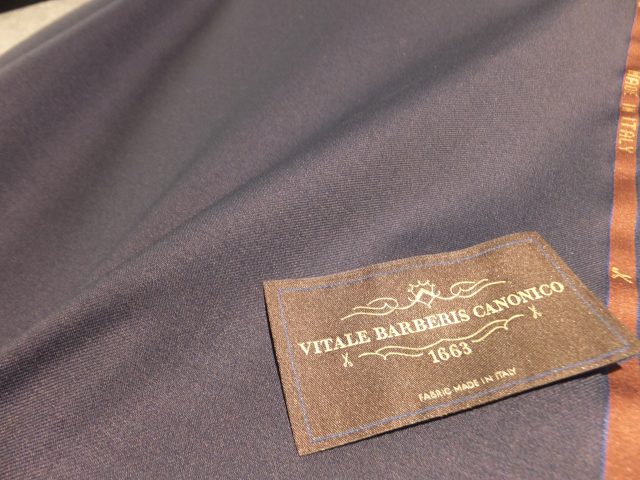 MADE IN ITALY
VITALE BARBERIS CANONICO
1663
FABRIC MADE IN ITALY